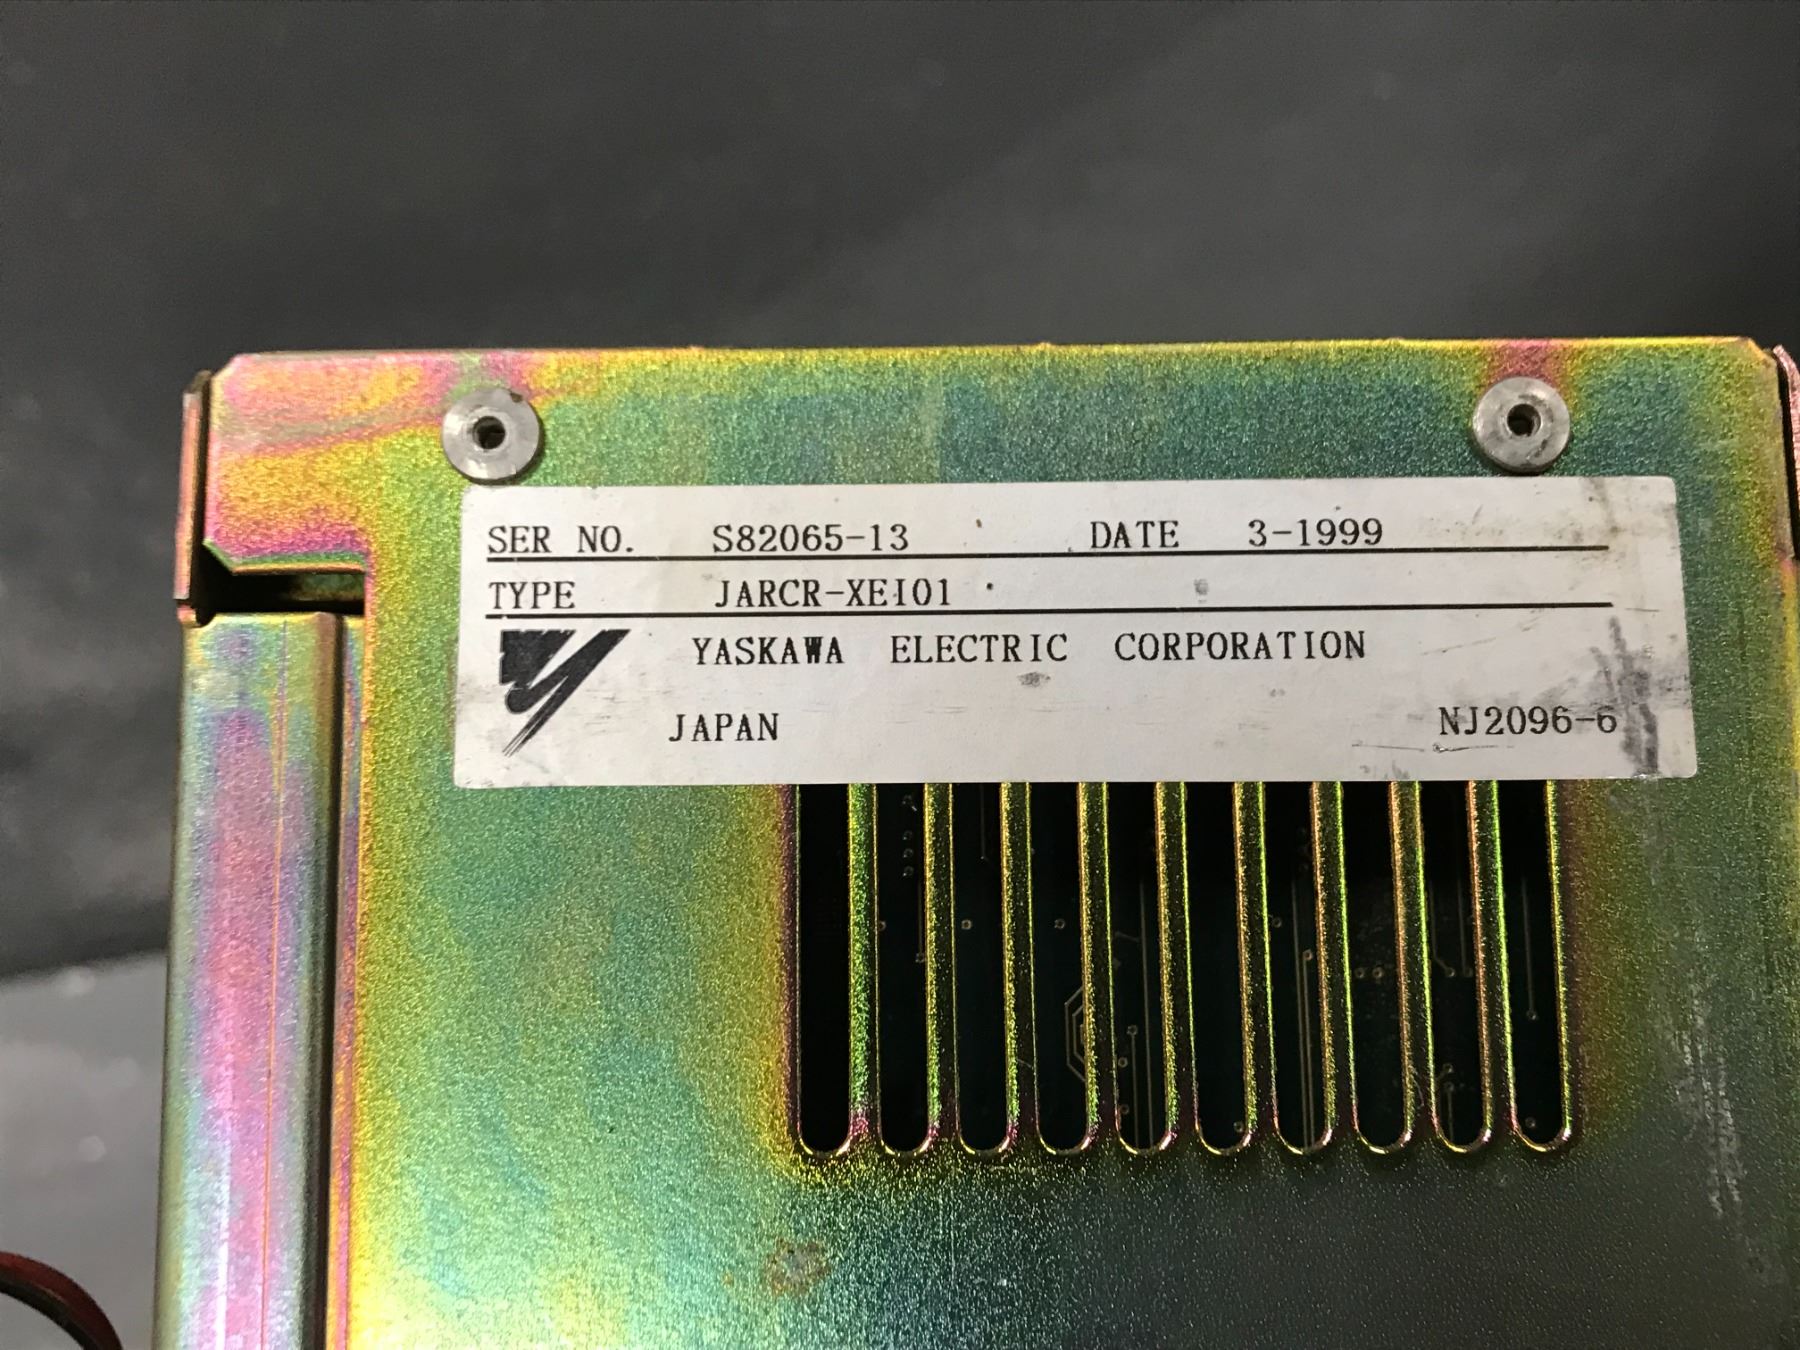 SER NO. S82065-13 DATE 3-1999
TYPE JARCR-XEI01
YASKAWA ELECTRIC CORPORATION
JAPAN NJ2096-6